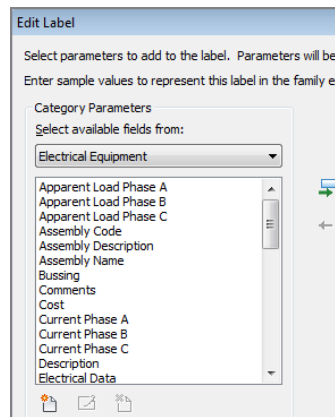 Edit Label
Select parameters to add to the label. Parameters will be
Enter sample values to represent this label in the family e
Category Parameters
Select available fields from:
Electrical Equipment
Apparent Load Phase A
Apparent Load Phase B
Apparent Load Phase C
Assembly Code
Assembly Description
Assembly Name
Bussing
Comments
Cost
Current Phase A
Current Phase B
Current Phase C
Description
Electrical Data